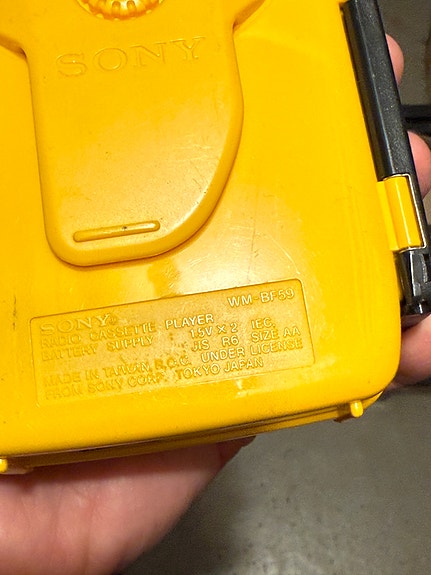 SONY
SONY® WM-BF59
RADIO CASSETTE PLAYER
BATTERY SUPPLY 1.5V × 2 IEC,
JIS R6 SIZE AA
MADE IN TAIWAN, R.O.C. UNDER LICENSE
FROM SONY CORP. TOKYO JAPAN